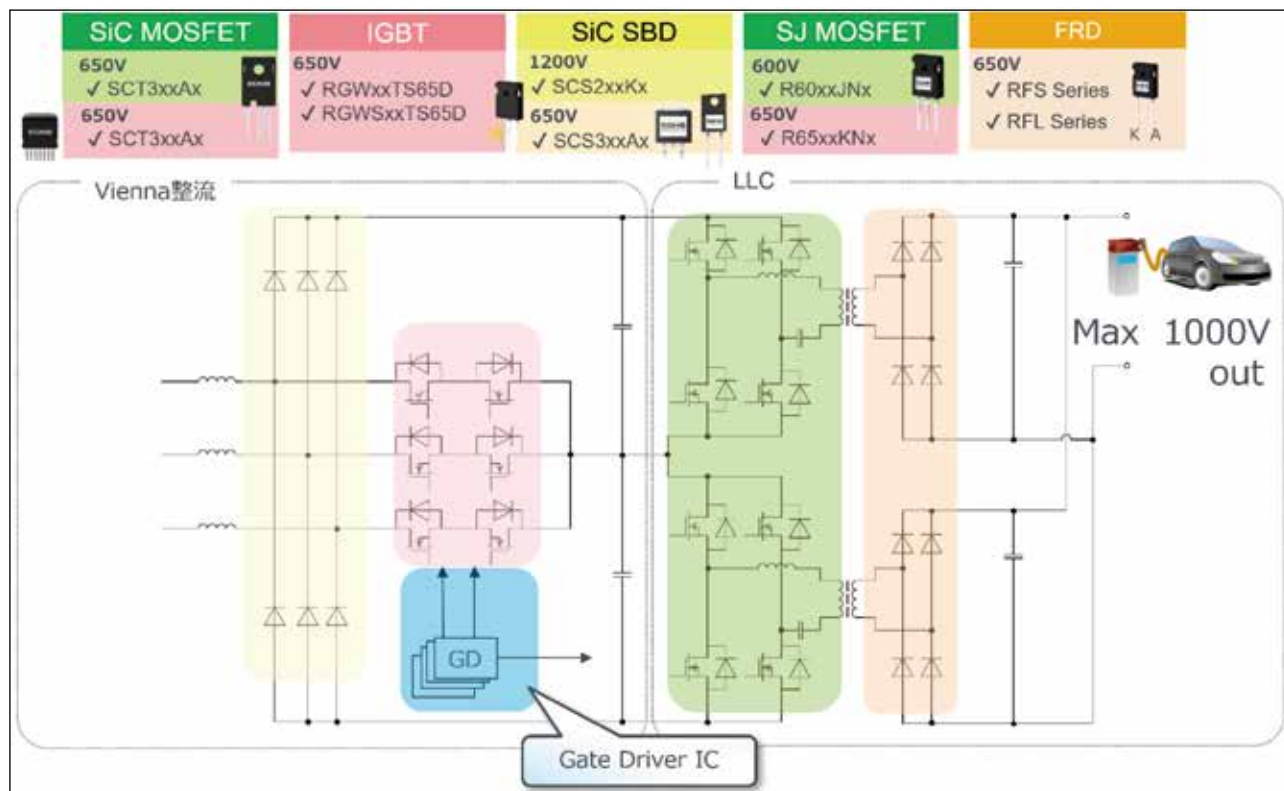 SiC MOSFET
650V
✓ SCT3xxAx
650V
✓ SCT3xxAx
IGBT
650V
✓ RGWxxTS65D
✓ RGWSxxTS65D
SiC SBD
1200V
✓ SCS2xxKx
650V
✓ SCS3xxAx
SJ MOSFET
600V
✓ R60xxJNx
650V
✓ R65xxKNx
FRD
650V
✓ RFS Series
✓ RFL Series
K A
Vienna整流
LLC
Max 1000V
out
GD
Gate Driver IC